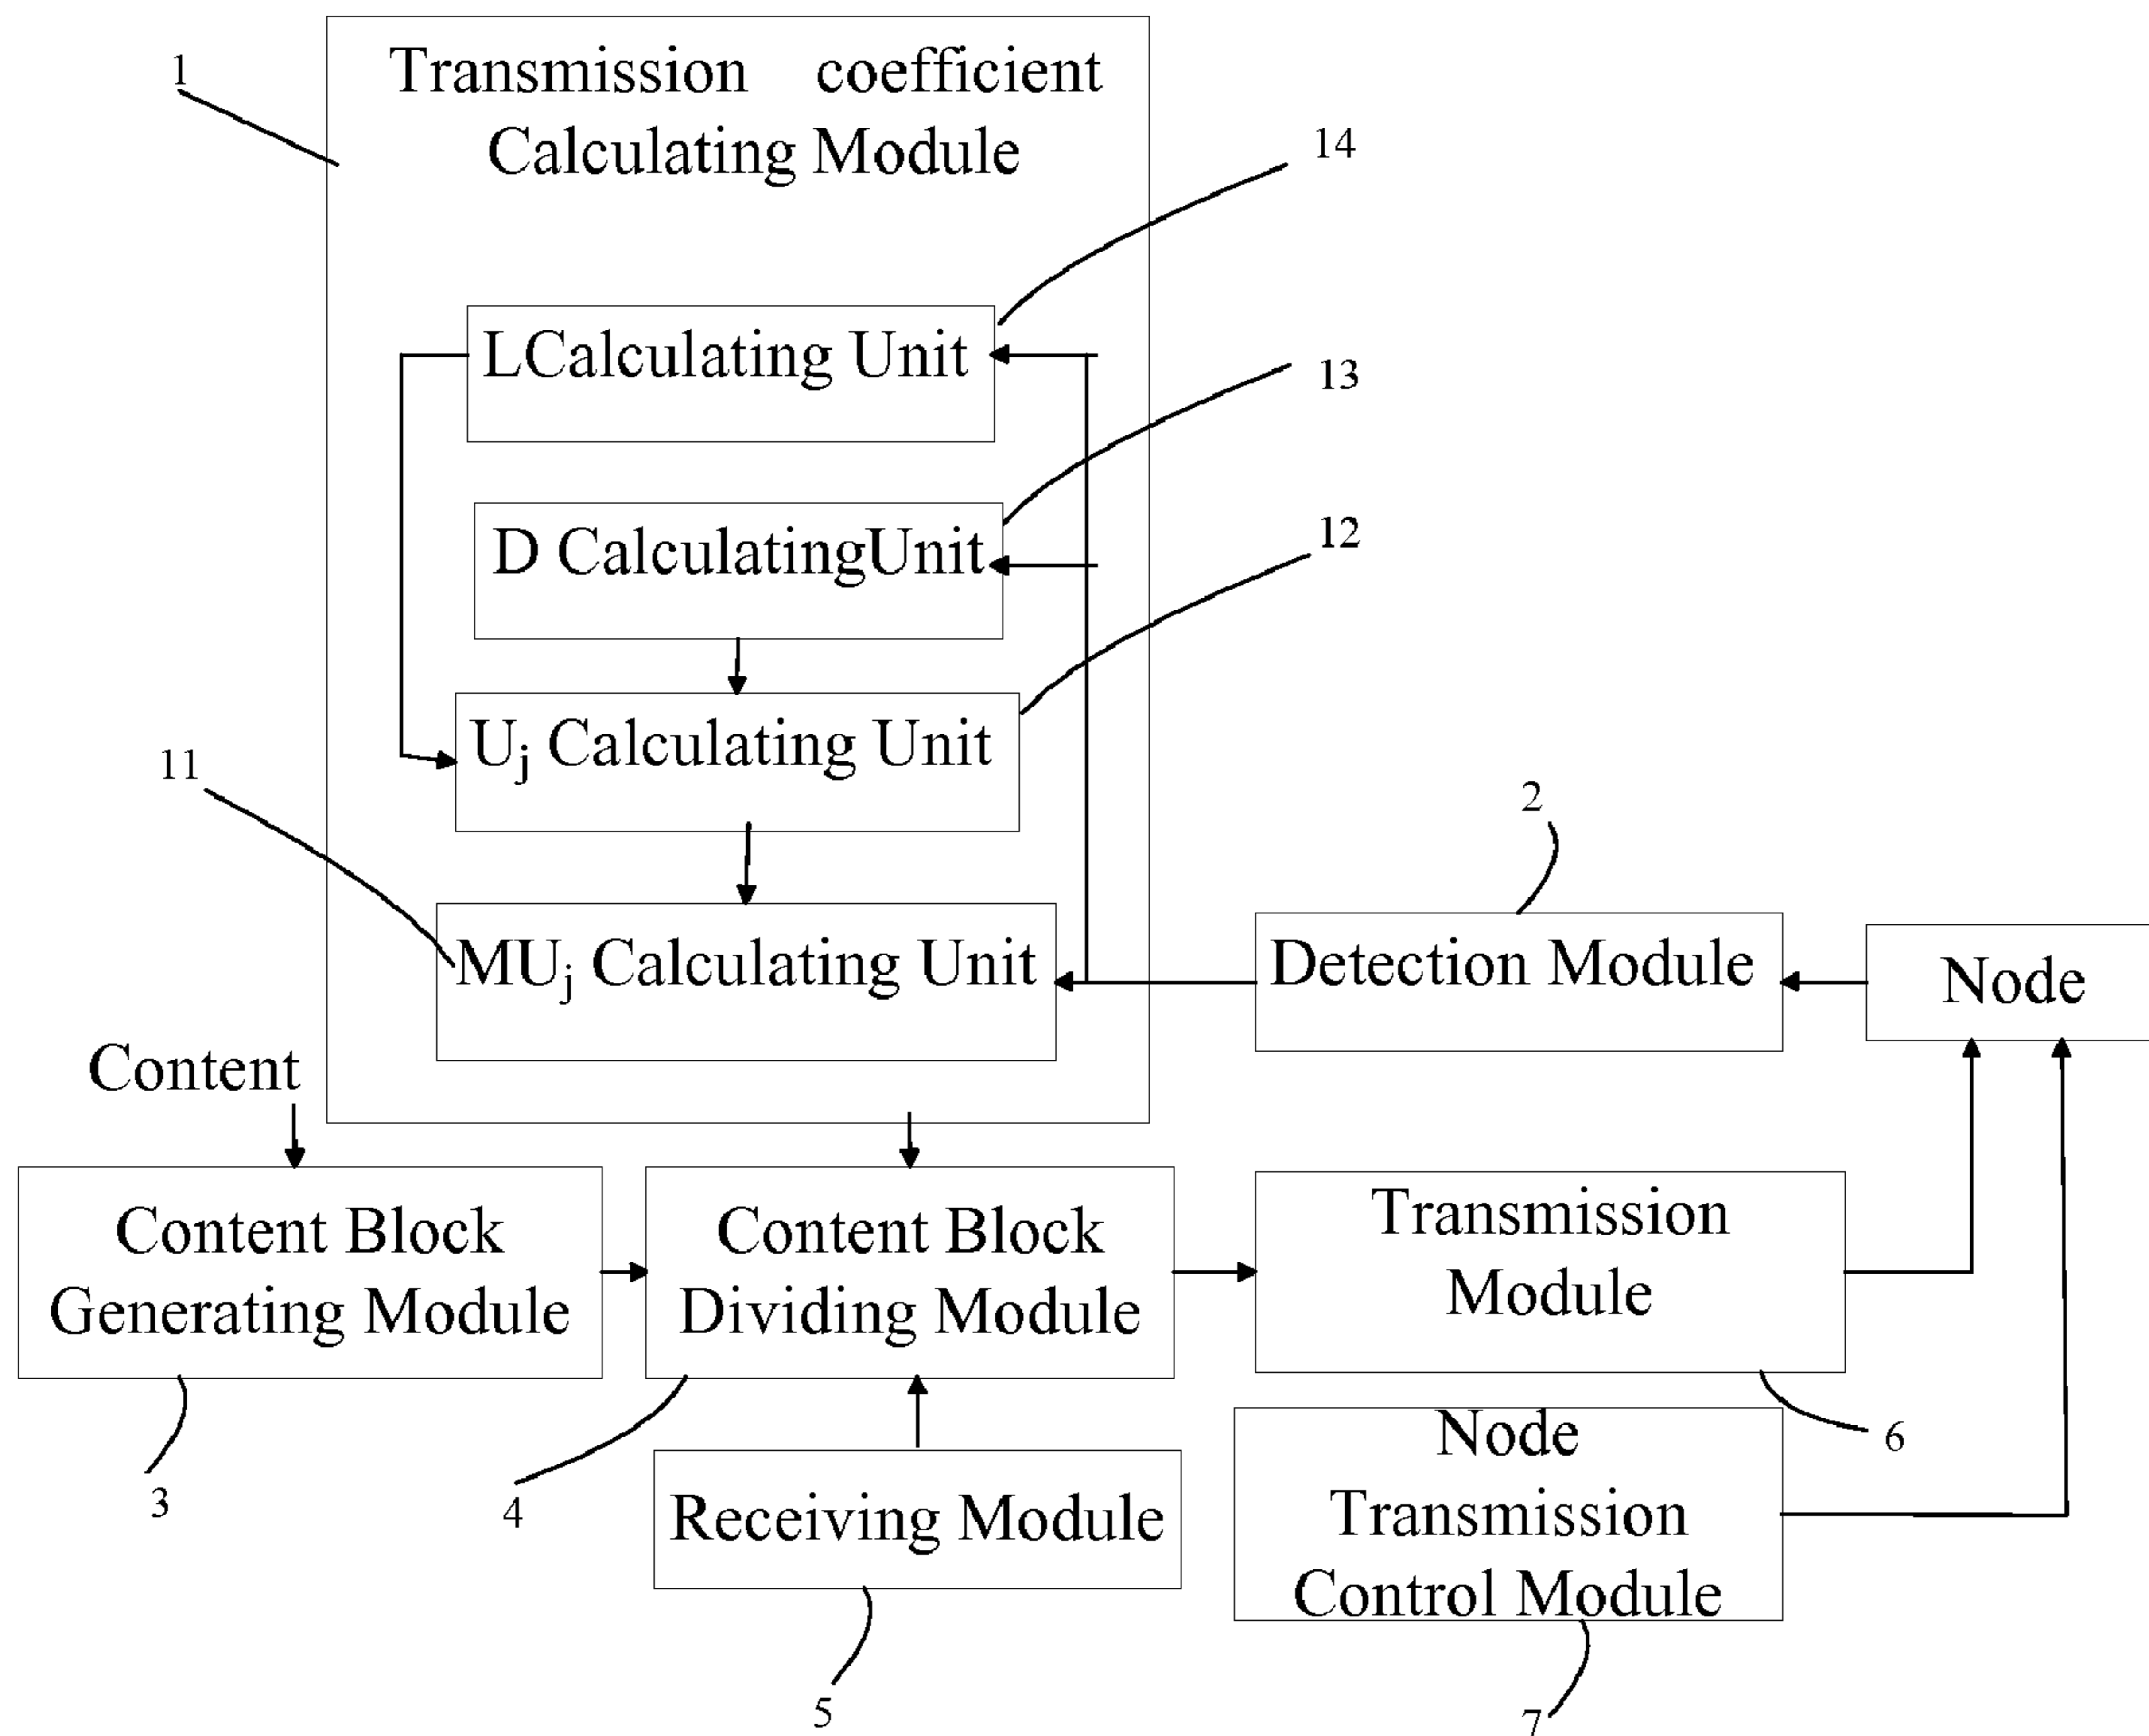 1
Transmission coefficient
Calculating Module
14
LCalculating Unit
13
D CalculatingUnit
12
Uj Calculating Unit
11
2
MUj Calculating Unit
Detection Module
Node
Content
Content Block
Generating Module
Content Block
Dividing Module
Transmission
Module
3
4
Receiving Module
5
6
Node
Transmission
Control Module
7